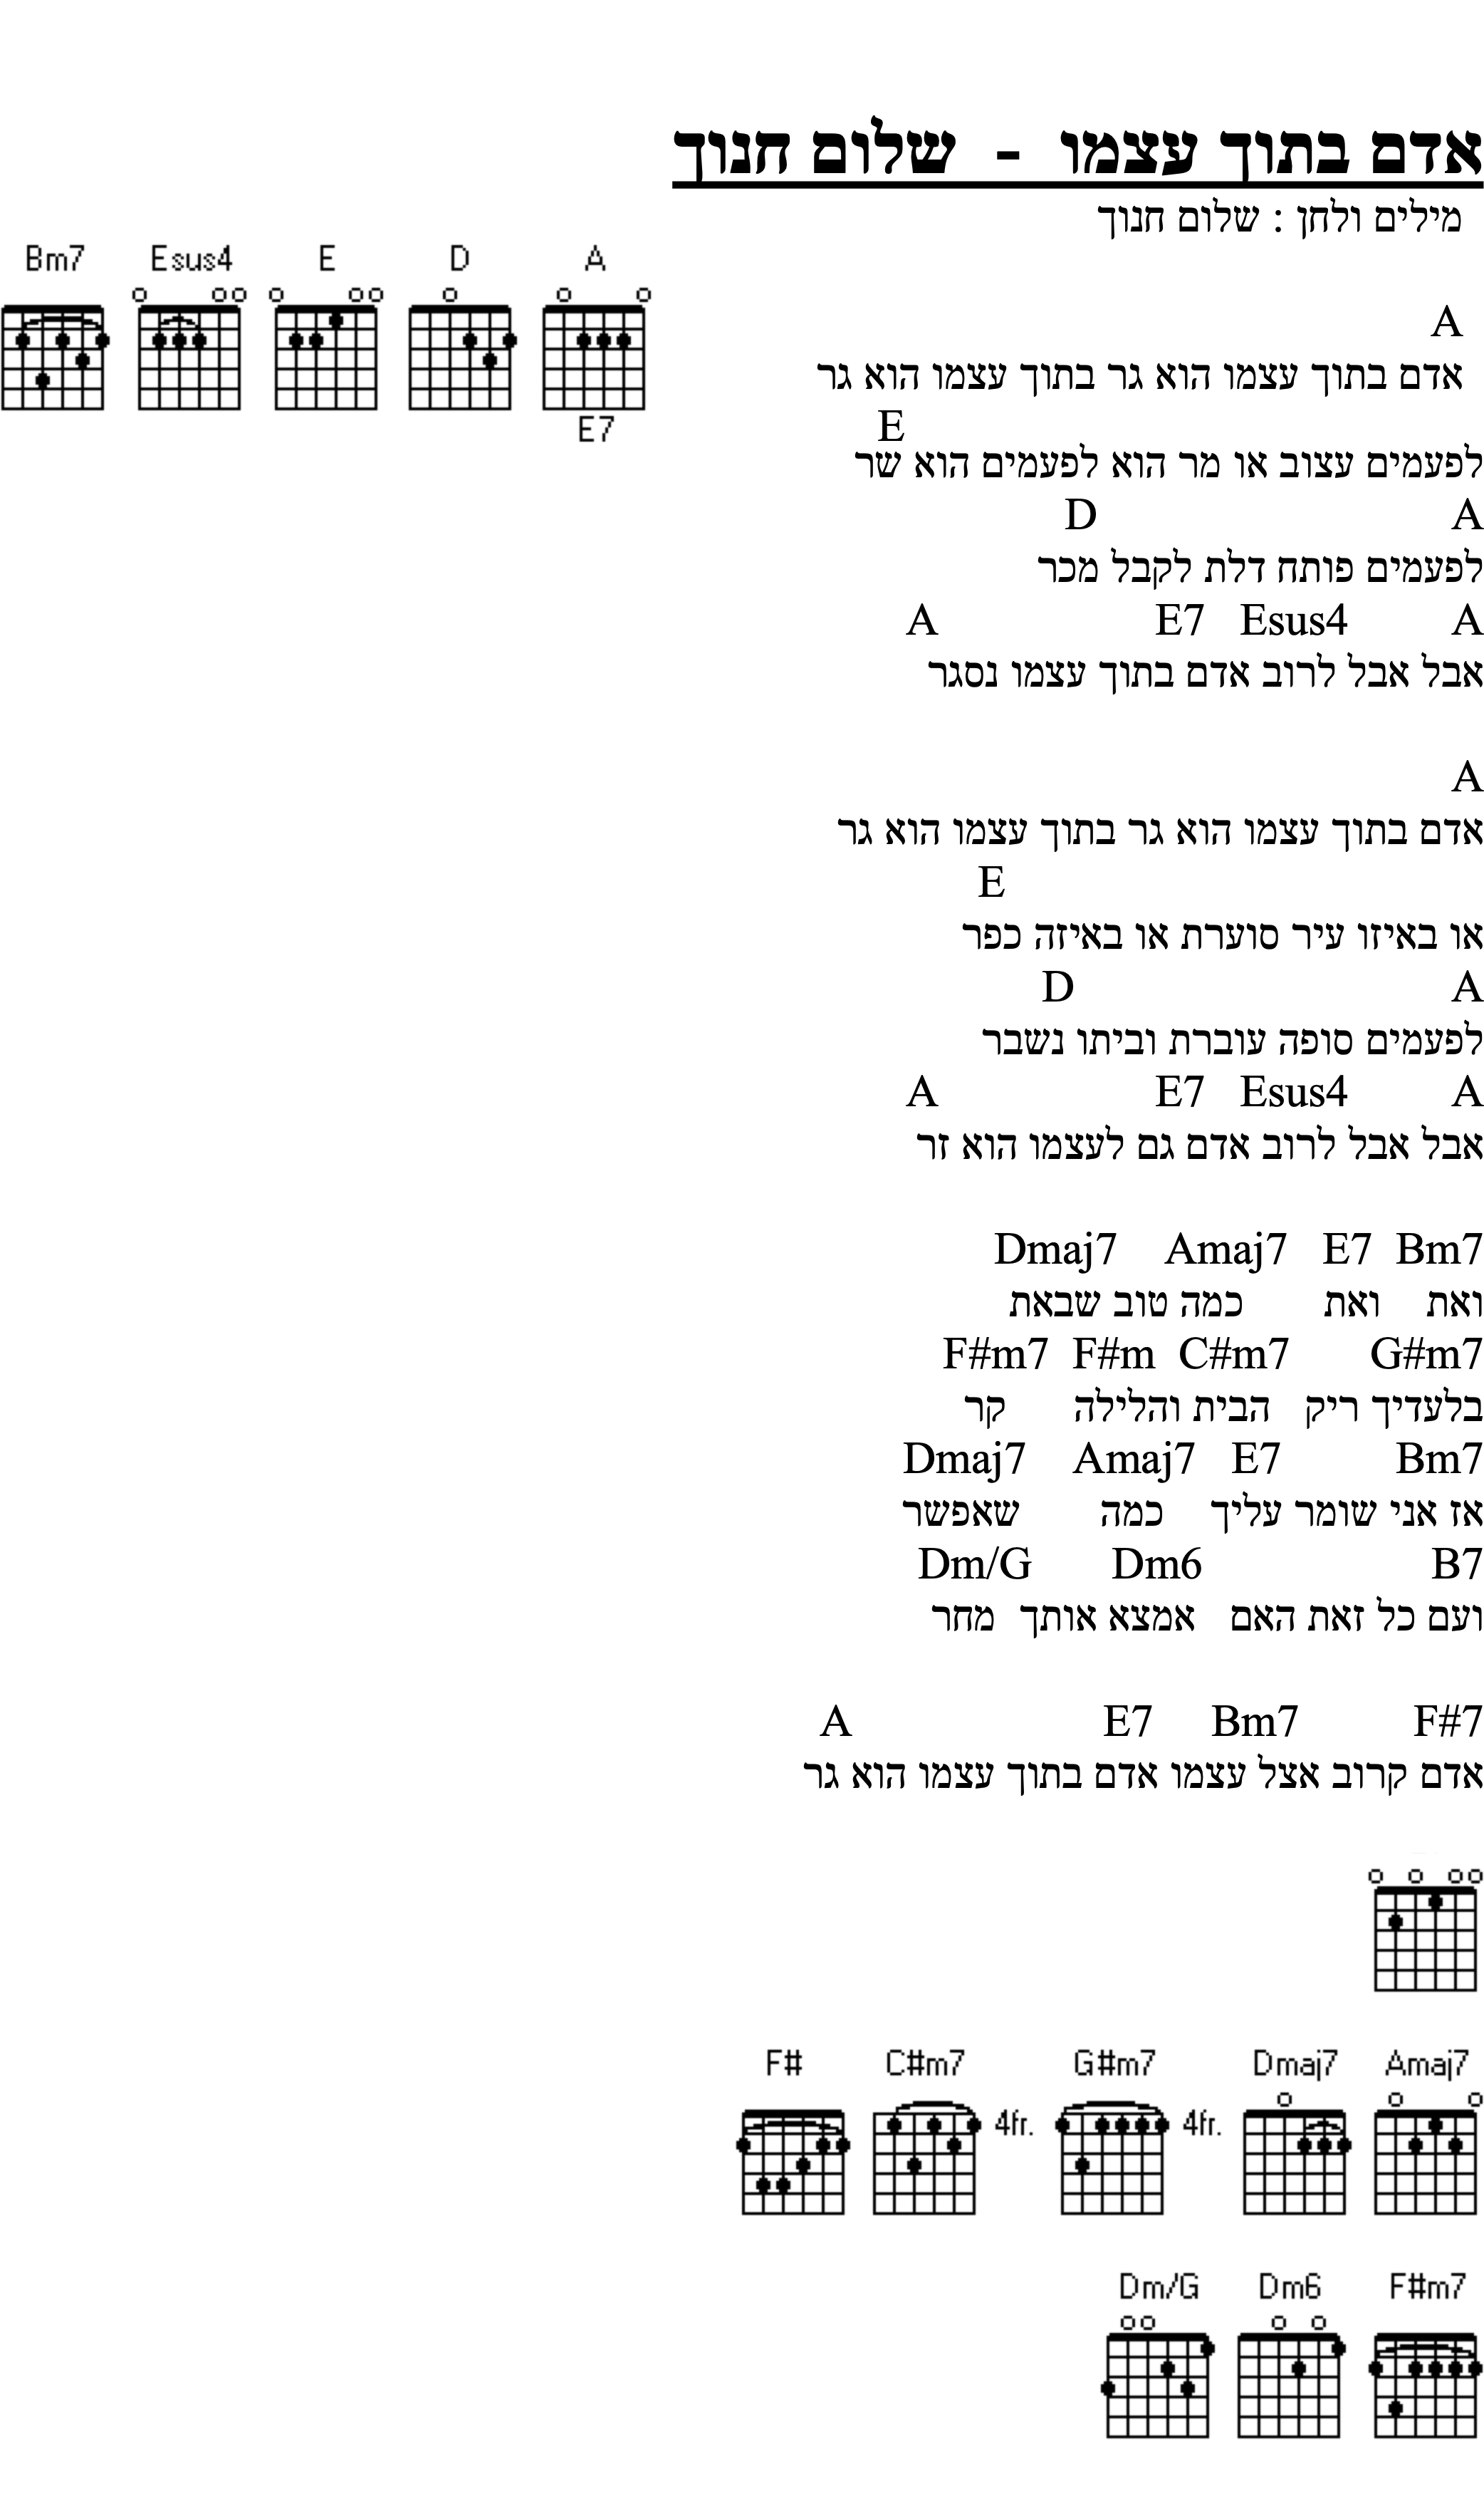 אדם בתוך עצמו - שלום חנוך
מילים ולחן : שלום חנוך
Bm7 Esus4 E D A
E7
A
אדם בתוך עצמו הוא גר בתוך עצמו הוא גר
E
לפעמים עצוב או מר הוא לפעמים הוא שר
D A
לפעמים פותח דלת לקבל מכר
A E7 Esus4 A
אבל אבל לרוב אדם בתוך עצמו נסגר
A
אדם בתוך עצמו הוא גר בתוך עצמו הוא גר
E
או באיזו עיר סוערת או באיזה כפר
D A
לפעמים סופה עוברת וביתו נשבר
A E7 Esus4 A
אבל אבל לרוב אדם גם לעצמו הוא זר
Dmaj7 Amaj7 E7 Bm7
ואת ואת כמה טוב שבאת
F#m7 F#m C#m7 G#m7
בלעדיך ריק הבית והלילה קר
Dmaj7 Amaj7 E7 Bm7
אז אני שומר עליך כמה שאפשר
Dm/G Dm6 B7
ועם כל זאת האם אמצא אותך מחר
A E7 Bm7 F#7
אדם קרוב אצל עצמו אדם בתוך עצמו הוא גר
F# C#m7 G#m7 Dmaj7 Amaj7
4fr. 4fr.
Dm/G Dm6 F#m7